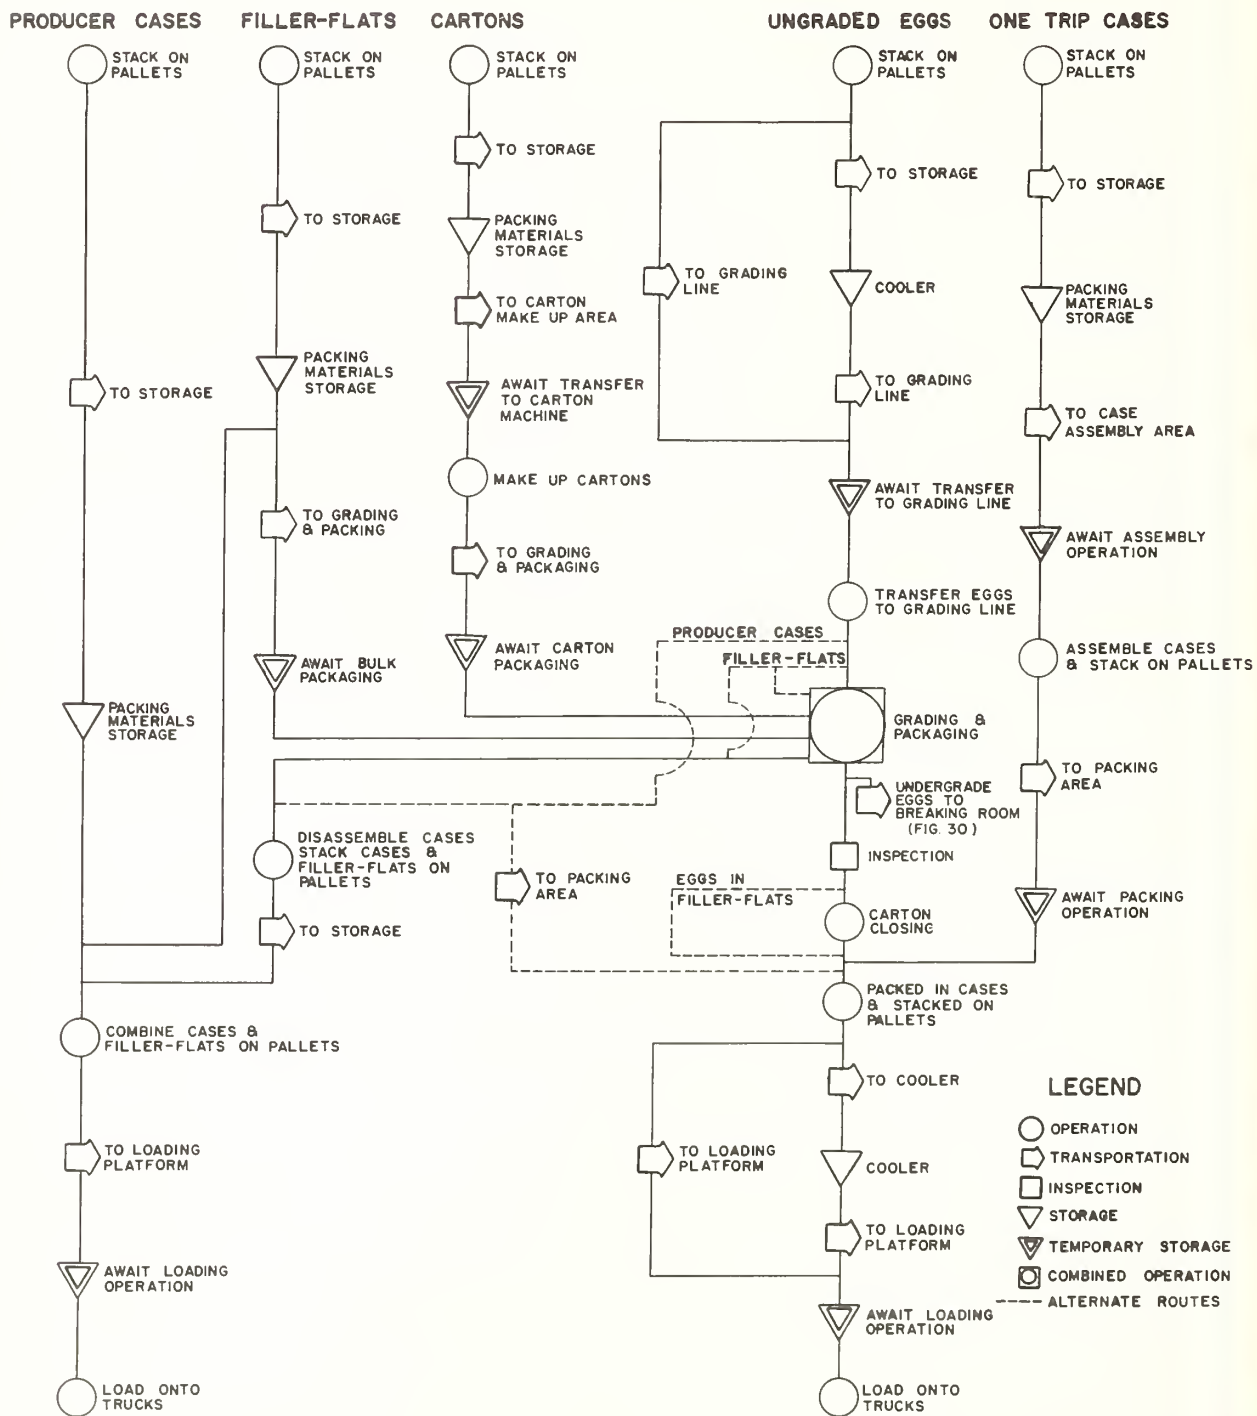 PRODUCER CASES
FILLER-FLATS
CARTONS
UNGRADED EGGS
ONE TRIP CASES
STACK ON
PALLETS
TO STORAGE
PACKING
MATERIALS
STORAGE
COMBINE CASES &
FILLER-FLATS ON PALLETS
TO LOADING
PLATFORM
AWAIT LOADING
OPERATION
LOAD ONTO
TRUCKS
STACK ON
PALLETS
TO STORAGE
PACKING
MATERIALS
STORAGE
TO GRADING
& PACKING
AWAIT BULK
PACKAGING
DISASSEMBLE CASES
STACK CASES &
FILLER-FLATS ON
PALLETS
TO STORAGE
STACK ON
PALLETS
TO STORAGE
PACKING
MATERIALS
STORAGE
TO CARTON
MAKE UP AREA
AWAIT TRANSFER
TO CARTON
MACHINE
MAKE UP CARTONS
TO GRADING
& PACKAGING
AWAIT CARTON
PACKAGING
TO PACKING
AREA
STACK ON
PALLETS
TO STORAGE
TO GRADING
LINE
COOLER
TO GRADING
LINE
AWAIT TRANSFER
TO GRADING LINE
TRANSFER EGGS
TO GRADING LINE
PRODUCER CASES
FILLER-FLATS
GRADING &
PACKAGING
UNDERGRADE
EGGS TO
BREAKING ROOM
(FIG. 30)
INSPECTION
EGGS IN
FILLER-FLATS
CARTON
CLOSING
PACKED IN CASES
& STACKED ON
PALLETS
TO COOLER
TO LOADING
PLATFORM
COOLER
TO LOADING
PLATFORM
AWAIT LOADING
OPERATION
LOAD ONTO
TRUCKS
STACK ON
PALLETS
TO STORAGE
PACKING
MATERIALS
STORAGE
TO CASE
ASSEMBLY AREA
AWAIT ASSEMBLY
OPERATION
ASSEMBLE CASES
& STACK ON PALLETS
TO PACKING
AREA
AWAIT PACKING
OPERATION
LEGEND
OPERATION
TRANSPORTATION
INSPECTION
STORAGE
TEMPORARY STORAGE
COMBINED OPERATION
ALTERNATE ROUTES